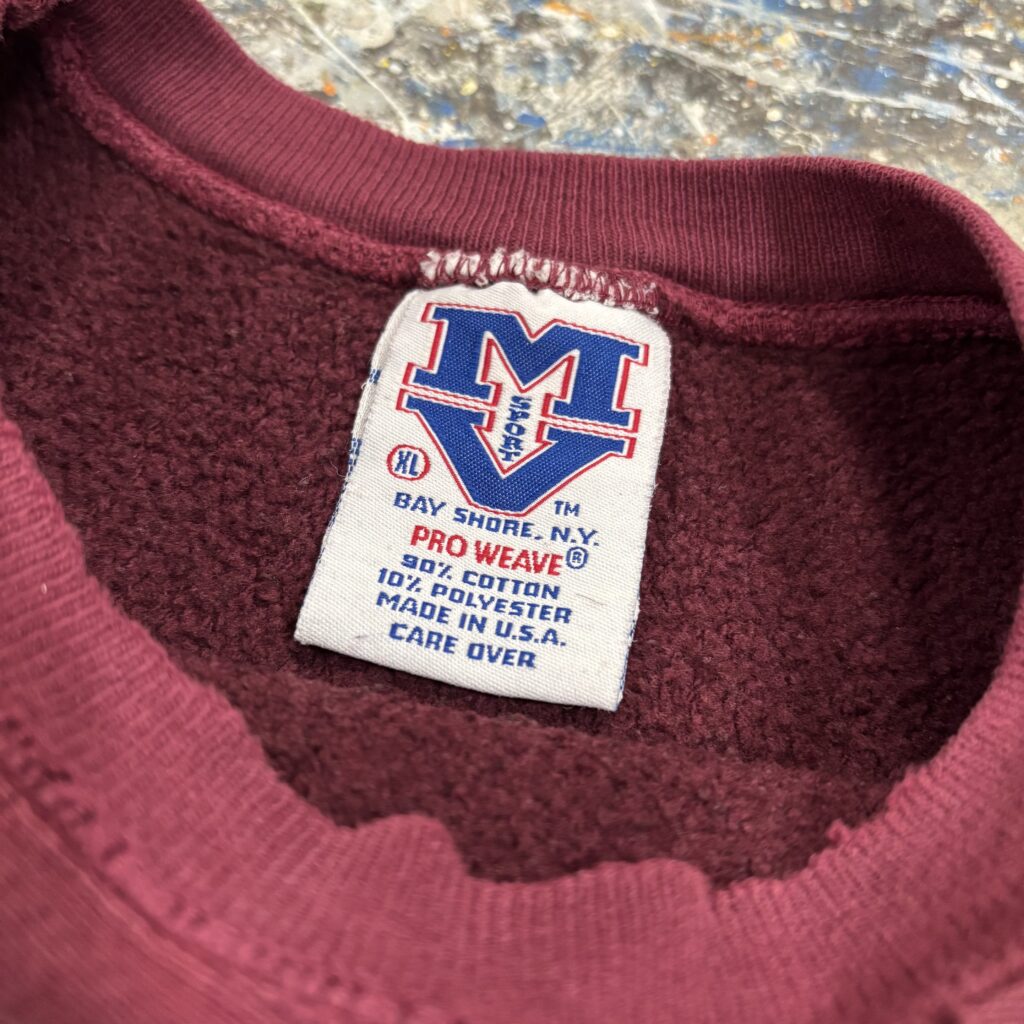 MV
SPORT
XL
TM
BAY SHORE, N.Y.
PRO WEAVE®
90% COTTON
10% POLYESTER
MADE IN U.S.A.
CARE OVER